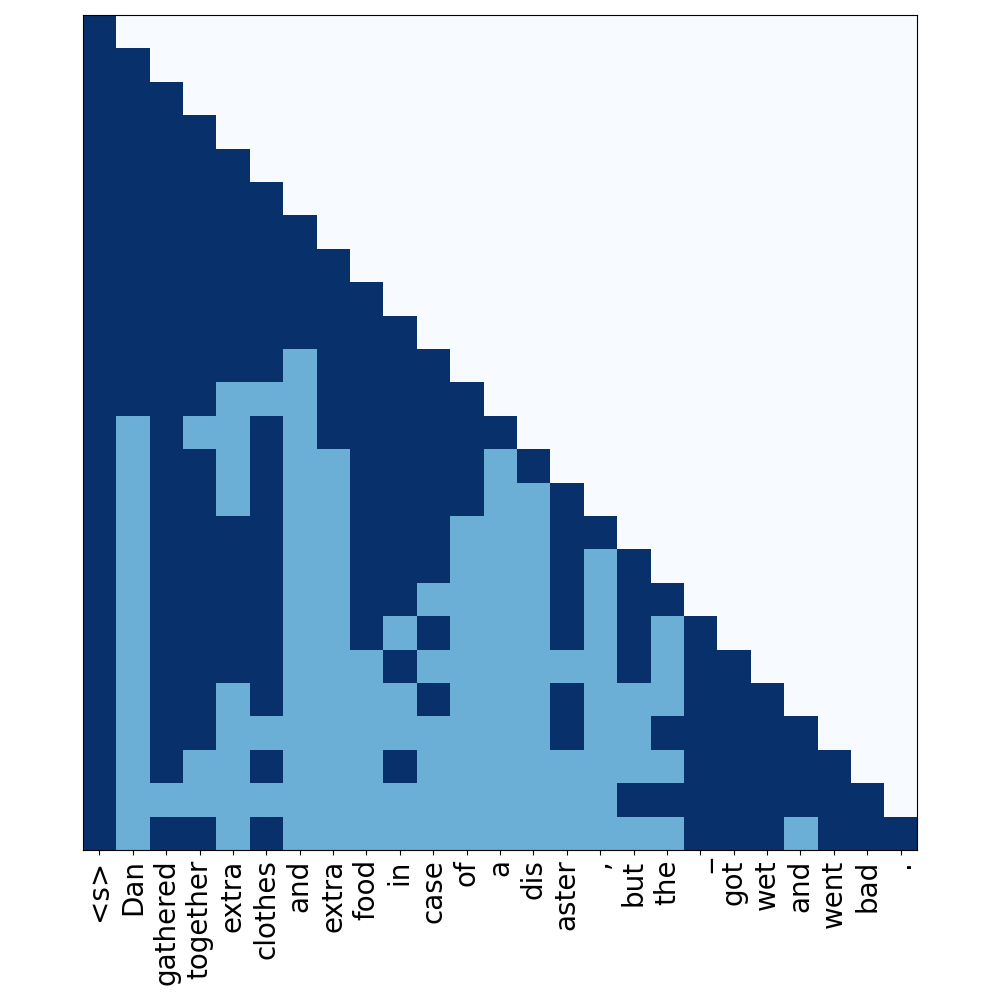 <s> Dan gathered together extra clothes and extra food in case of a dis aster , but the _ got wet and went bad .